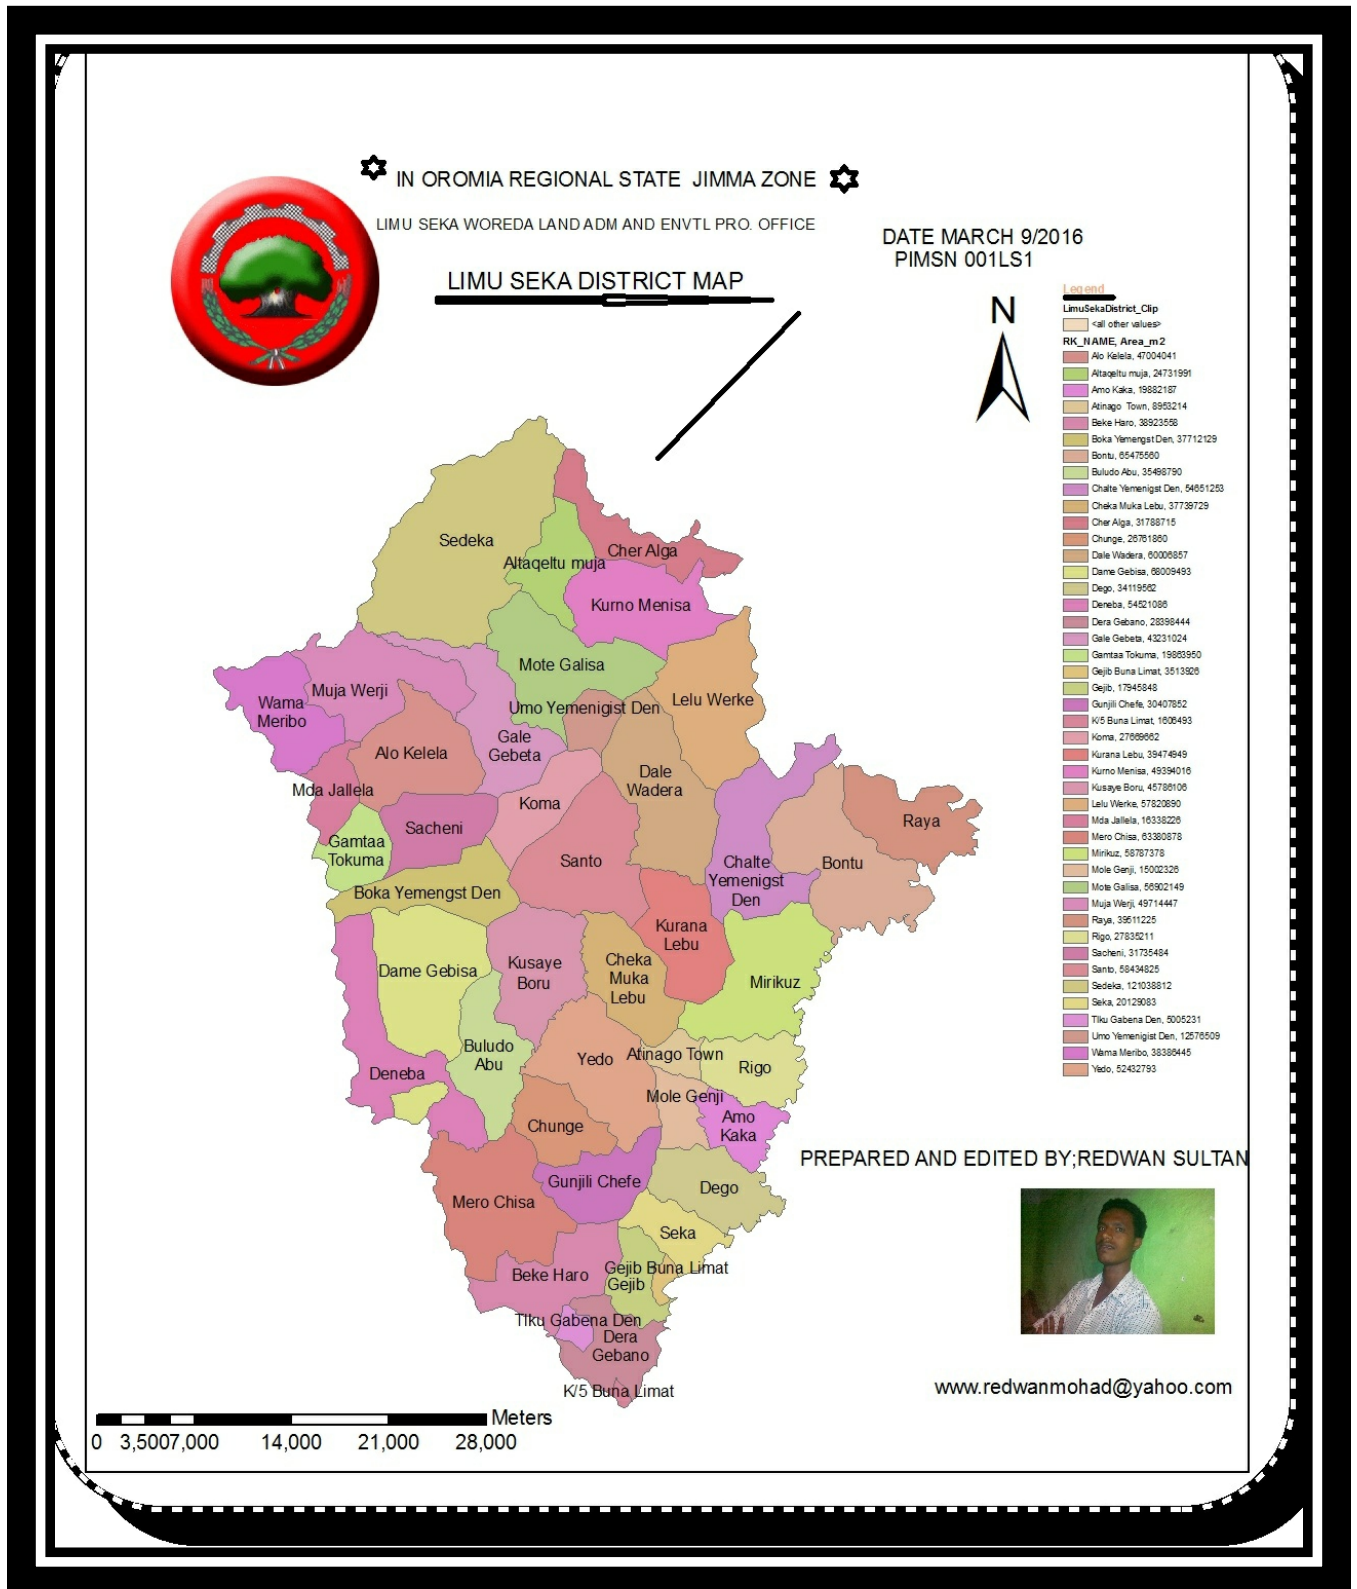 IN OROMIA REGIONAL STATE JIMMA ZONE
LIMU SEKA WOREDA LAND ADM AND ENVTL PRO. OFFICE
LIMU SEKA DISTRICT MAP
DATE MARCH 9/2016
PIMSN 001LS1
N
Legend
LimuSekaDistrict_Clip
<all other values>
RK_NAME, Area_m2
Alo Kelela, 47004041
Altaqeltu muja, 24731991
Amo Kaka, 19882187
Atinago Town, 8953214
Beke Haro, 38923558
Boka Yemengst Den, 37712129
Bontu, 65475560
Buludo Abu, 35498790
Chalte Yemenigst Den, 54651253
Cheka Muka Lebu, 37739729
Cher Alga, 31788715
Chunge, 26761860
Dale Wadera, 60006857
Dame Gebisa, 68009493
Dego, 34119562
Deneba, 54521086
Dera Gebano, 28398444
Gale Gebeta, 43231024
Gamtaa Tokuma, 19863950
Gejib Buna Limat, 3513926
Gejib, 17945848
Gunjili Chefe, 30407852
K/5 Buna Limat, 1606493
Koma, 27669662
Kurana Lebu, 39474949
Kurno Menisa, 49394016
Kusaye Boru, 45786106
Lelu Werke, 57820890
Mda Jallela, 16338226
Mero Chisa, 63380878
Mirikuz, 58787378
Mole Genji, 15002326
Mote Galisa, 56902149
Muja Werji, 49714447
Raya, 39511225
Rigo, 27835211
Sacheni, 31735484
Santo, 58434825
Sedeka, 121038812
Seka, 20129083
Tlku Gabena Den, 5005231
Umo Yemenigist Den, 12576509
Wama Meribo, 38386445
Yedo, 52432793
Sedeka
Altaqeltu muja
Cher Alga
Kurno Menisa
Mote Galisa
Muja Werji
Wama
Meribo
Umo Yemenigist Den
Lelu Werke
Gale
Gebeta
Alo Kelela
Dale
Wadera
Mda Jallela
Koma
Raya
Sacheni
Gamtaa
Tokuma
Santo
Chalte
Yemenigst
Den
Bontu
Boka Yemengst Den
Kurana
Lebu
Dame Gebisa
Kusaye
Boru
Cheka
Muka
Lebu
Mirikuz
Buludo
Abu
Yedo
Atinago Town
Rigo
Deneba
Mole Genji
Amo
Kaka
Chunge
Gunjili Chefe
Dego
Mero Chisa
Seka
Beke Haro
Gejib Buna Limat
Gejib
Tlku Gabena Den
Dera
Gebano
K/5 Buna Limat
PREPARED AND EDITED BY;REDWAN SULTAN
www.redwanmohad@yahoo.com
Meters
0 3,5007,000 14,000 21,000 28,000